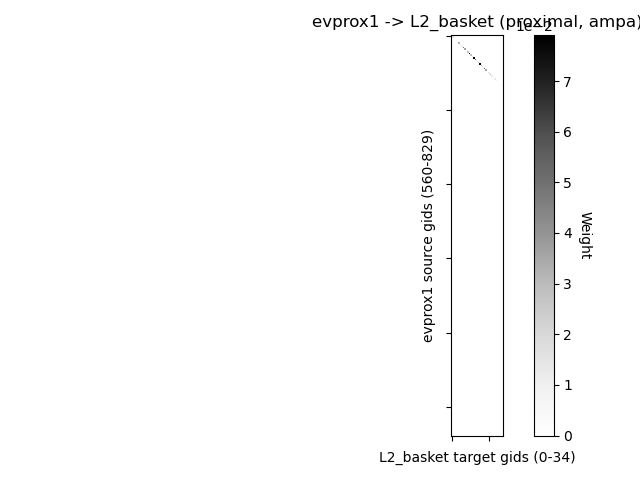 evprox1 -> L2_basket (proximal, ampa)
1e−2
7
6
5
4
3
2
1
0
Weight
evprox1 source gids (560-829)
L2_basket target gids (0-34)